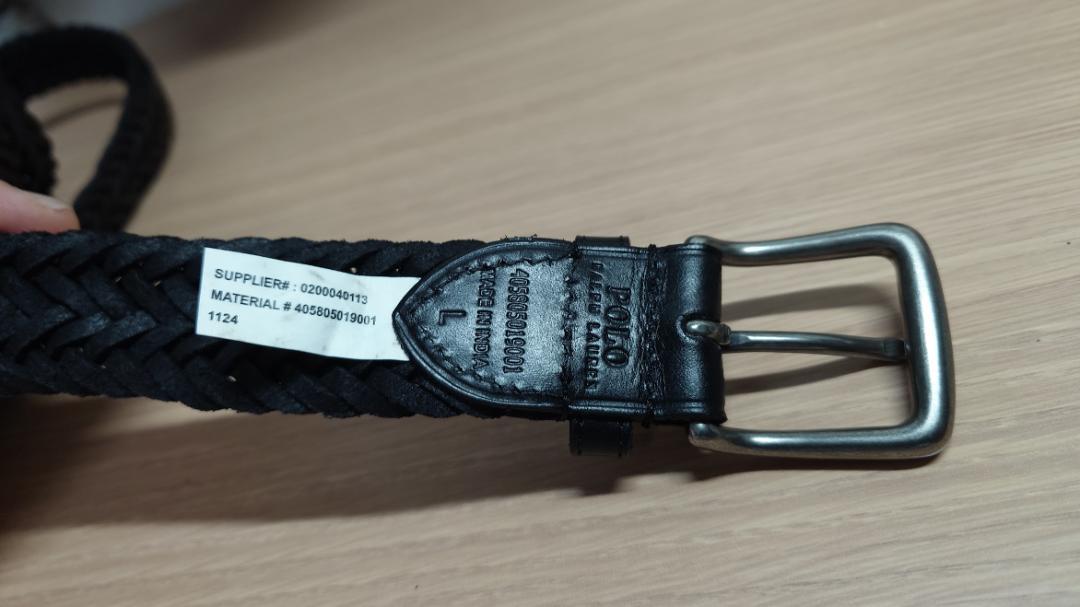 SUPPLIER# : 0200040113
MATERIAL # 405805019001
1124
POLO
RALPH LAUREN
405805019001
MADE IN INDIA
L